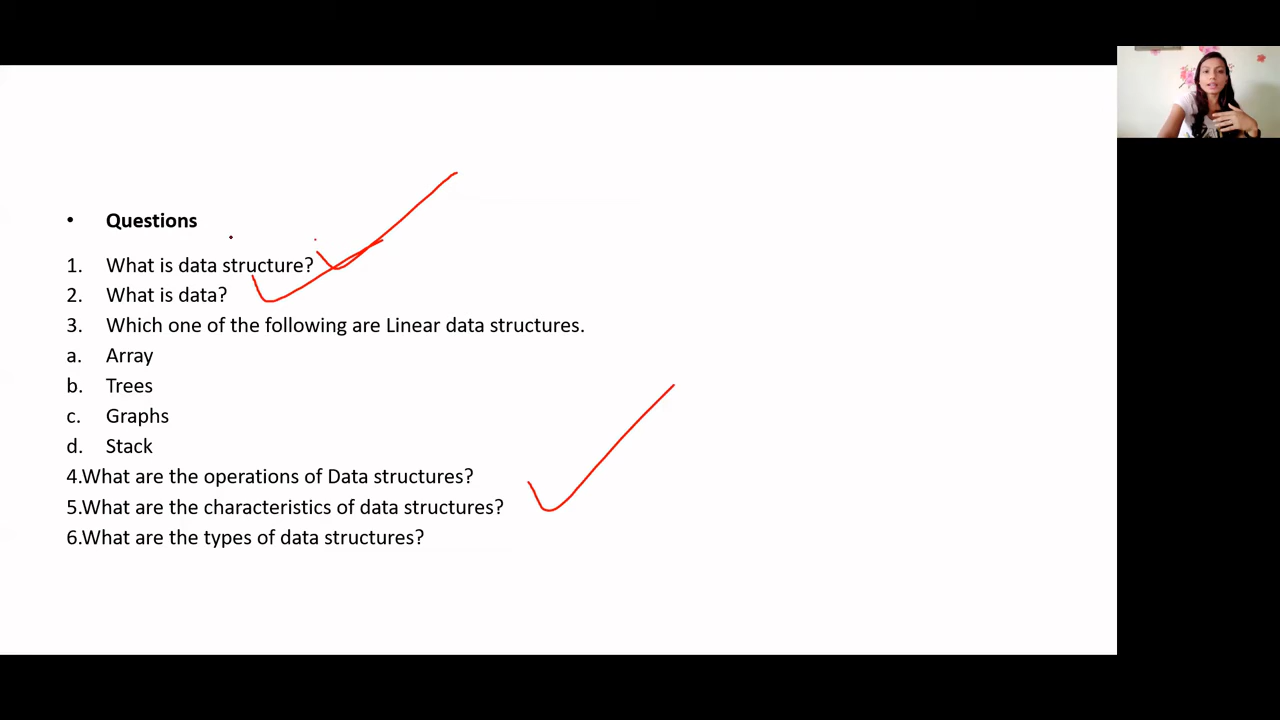 • Questions
1. What is data structure?
2. What is data?
3. Which one of the following are Linear data structures.
a. Array
b. Trees
c. Graphs
d. Stack
4.What are the operations of Data structures?
5.What are the characteristics of data structures?
6.What are the types of data structures?